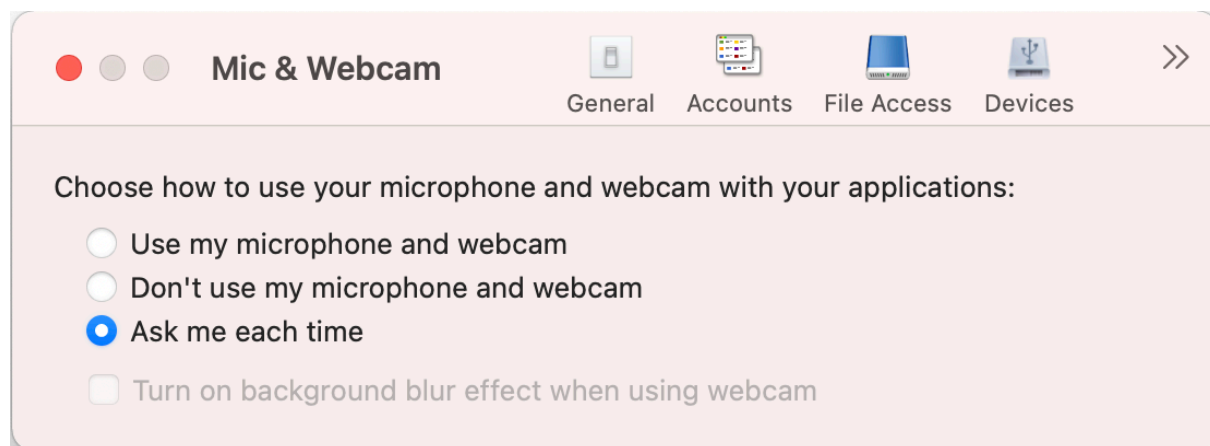 Mic & Webcam
General Accounts File Access Devices
Choose how to use your microphone and webcam with your applications:
Use my microphone and webcam
Don't use my microphone and webcam
Ask me each time
Turn on background blur effect when using webcam